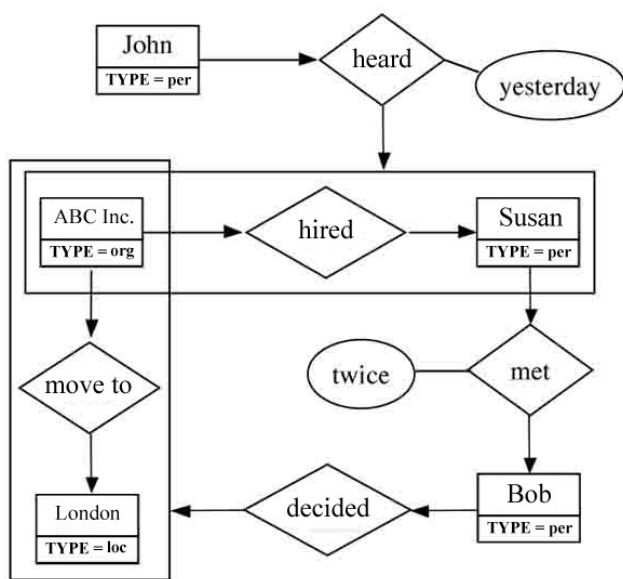 John
TYPE = per
heard
yesterday
ABC Inc.
TYPE = org
hired
Susan
TYPE = per
move to
twice
met
London
TYPE = loc
decided
Bob
TYPE = per